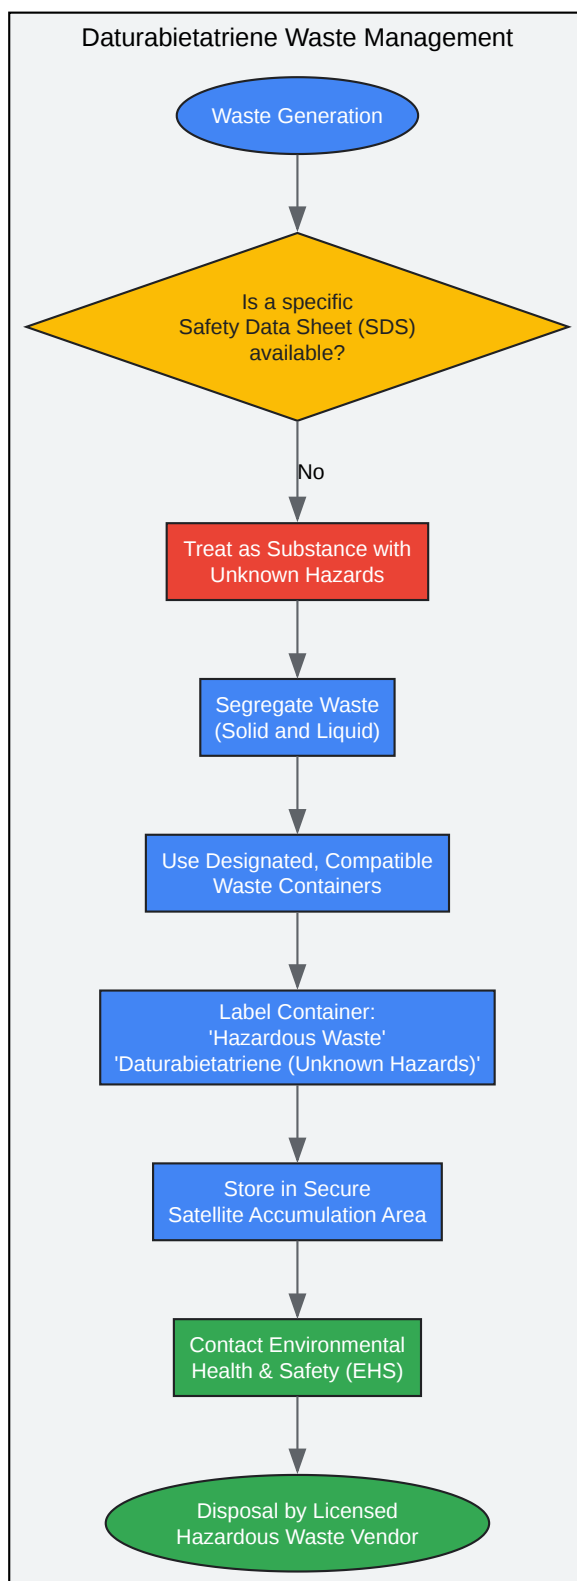 Daturabietatriene Waste Management
Waste Generation
Is a specific
Safety Data Sheet (SDS)
available?
No
Treat as Substance with
Unknown Hazards
Segregate Waste
(Solid and Liquid)
Use Designated, Compatible
Waste Containers
Label Container:
'Hazardous Waste'
'Daturabietatriene (Unknown Hazards)'
Store in Secure
Satellite Accumulation Area
Contact Environmental
Health & Safety (EHS)
Disposal by Licensed
Hazardous Waste Vendor